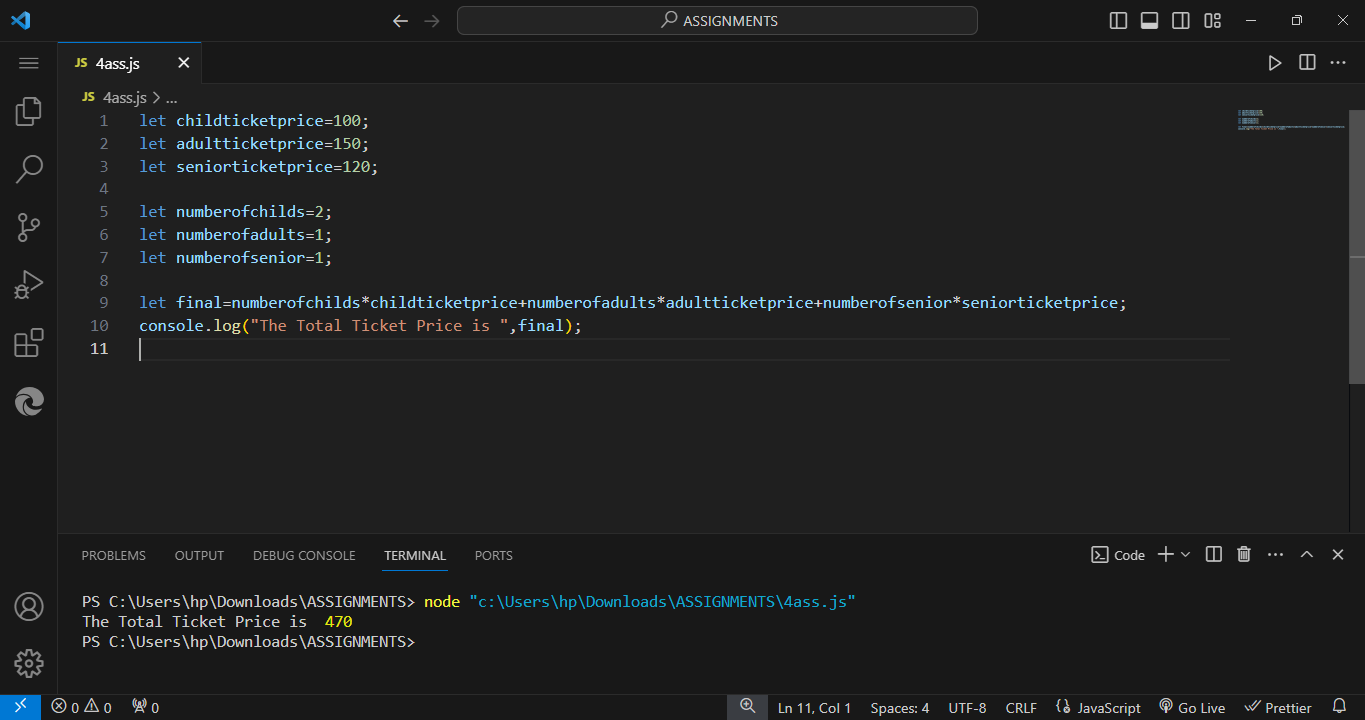 ASSIGNMENTS
JS 4ass.js
JS 4ass.js > ...
1 let childticketprice=100;
2 let adultticketprice=150;
3 let seniorticketprice=120;
4
5 let numberofchilds=2;
6 let numberofadults=1;
7 let numberofsenior=1;
8
9 let final=numberofchilds*childticketprice+numberofadults*adultticketprice+numberofsenior*seniorticketprice;
10 console.log("The Total Ticket Price is ",final);
11
PROBLEMS OUTPUT DEBUG CONSOLE TERMINAL PORTS Code
PS C:\Users\hp\Downloads\ASSIGNMENTS> node "c:\Users\hp\Downloads\ASSIGNMENTS\4ass.js"
The Total Ticket Price is  470
PS C:\Users\hp\Downloads\ASSIGNMENTS>
0 0 0 Ln 11, Col 1 Spaces: 4 UTF-8 CRLF JavaScript Go Live Prettier